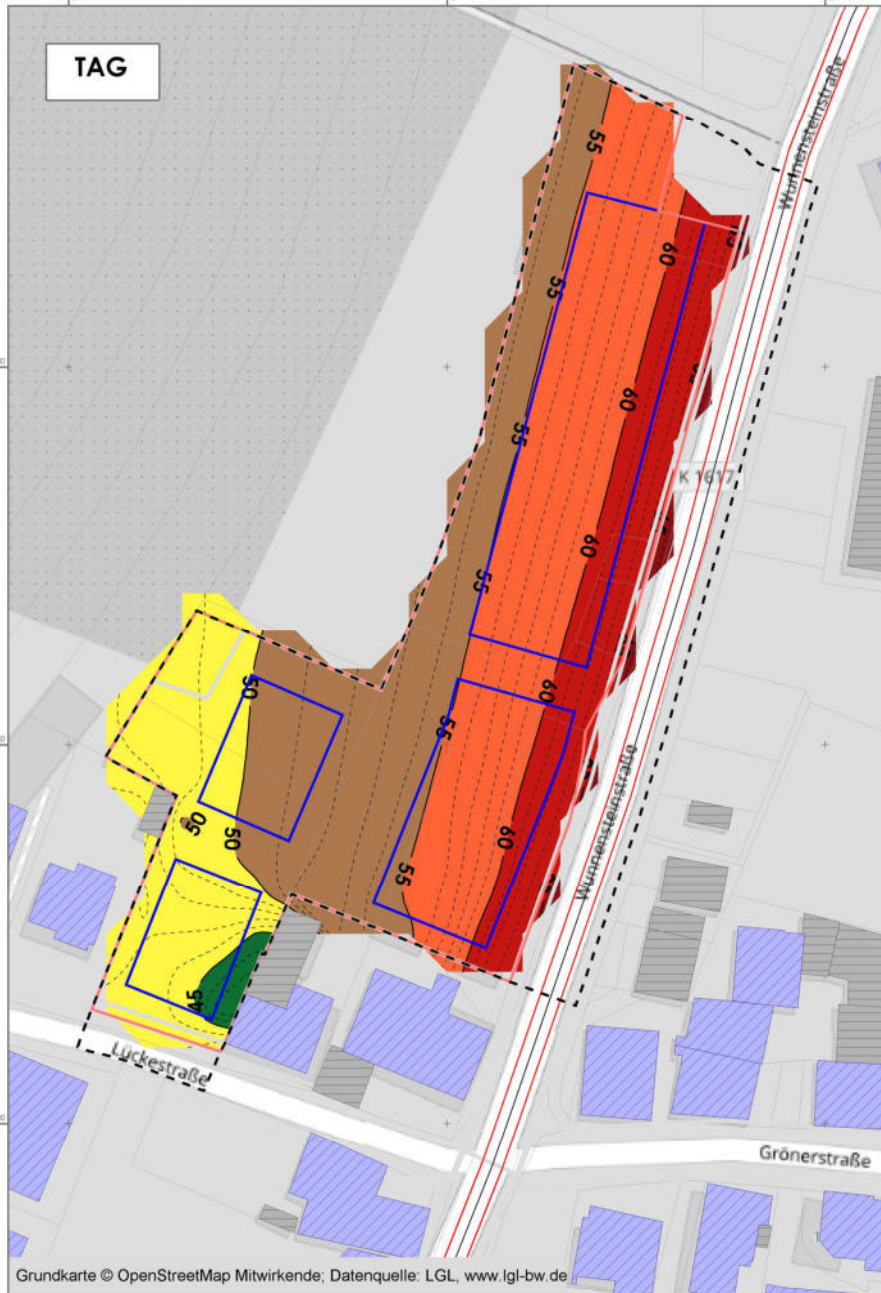 TAG
Wunnensteinstraße
55
60
55
60
55
K 1617
60
55
50
60
55
50
50
60
55
Wunnensteinstraße
45
Lückestraße
Grönerstraße
Grundkarte © OpenStreetMap Mitwirkende; Datenquelle: LGL, www.lgl-bw.de